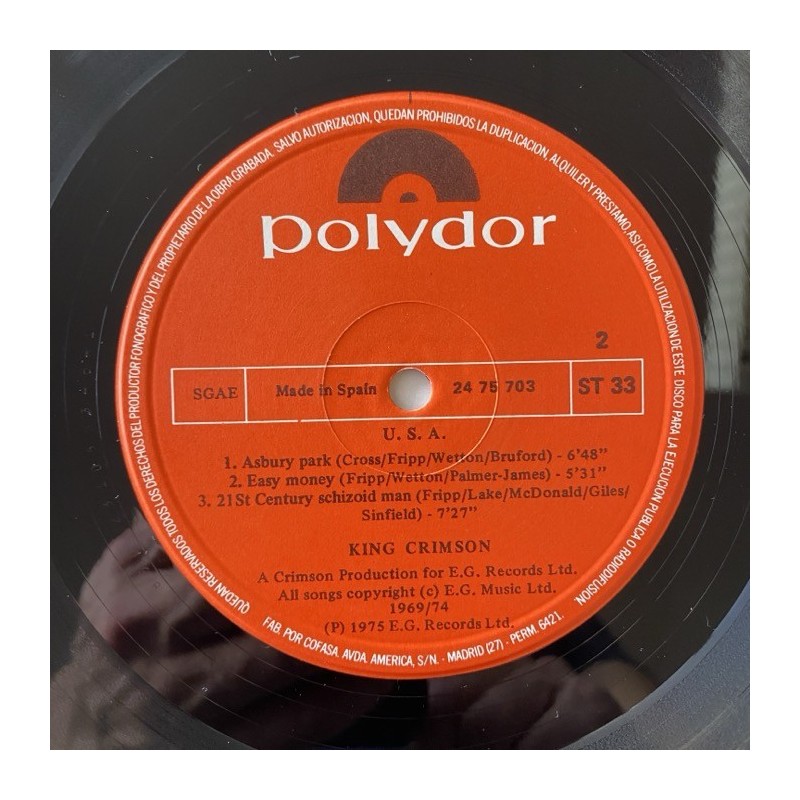 QUEDAN RESERVADOS TODOS LOS DERECHOS DEL PRODUCTOR FONOGRAFICO Y DEL PROPIETARIO DE LA OBRA GRABADA. SALVO AUTORIZACION, QUEDAN PROHIBIDOS LA DUPLICACION, ALQUILER Y PRESTAMO, ASI COMO LA UTILIZACION DE ESTE DISCO PARA LA EJECUCION PUBLICA O RADIODIFUSION.
polydor
2
SGAE Made in Spain 24 75 703 ST 33
U. S. A.
1. Asbury park (Cross/Fripp/Wetton/Bruford) - 6'48"
2. Easy money (Fripp/Wetton/Palmer-James) - 5'31"
3. 21St Century schizoid man (Fripp/Lake/McDonald/Giles/
Sinfield) - 7'27"
KING CRIMSON
A Crimson Production for E.G. Records Ltd.
All songs copyright (c) E.G. Music Ltd.
1969/74
(P) 1975 E.G. Records Ltd.
FAB. POR COFASA. AVDA. AMERICA, S/N. - MADRID (27) - PERM. 6421.